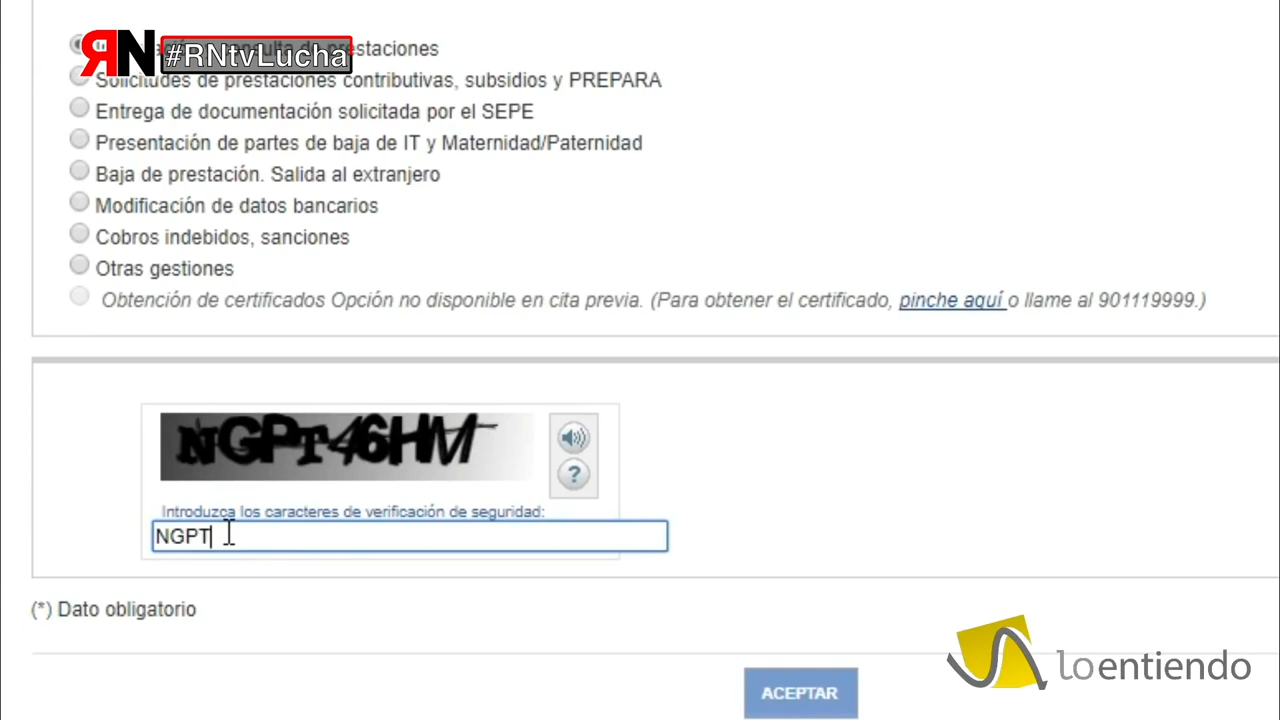 RN #RNtvLucha
prestaciones
Solicitudes de prestaciones contributivas, subsidios y PREPARA
Entrega de documentación solicitada por el SEPE
Presentación de partes de baja de IT y Maternidad/Paternidad
Baja de prestación. Salida al extranjero
Modificación de datos bancarios
Cobros indebidos, sanciones
Otras gestiones
Obtención de certificados Opción no disponible en cita previa. (Para obtener el certificado, pinche aquí o llame al 901119999.)
NGPT46HM
?
Introduzca los caracteres de verificación de seguridad:
NGPT
(*) Dato obligatorio
loentiendo
ACEPTAR